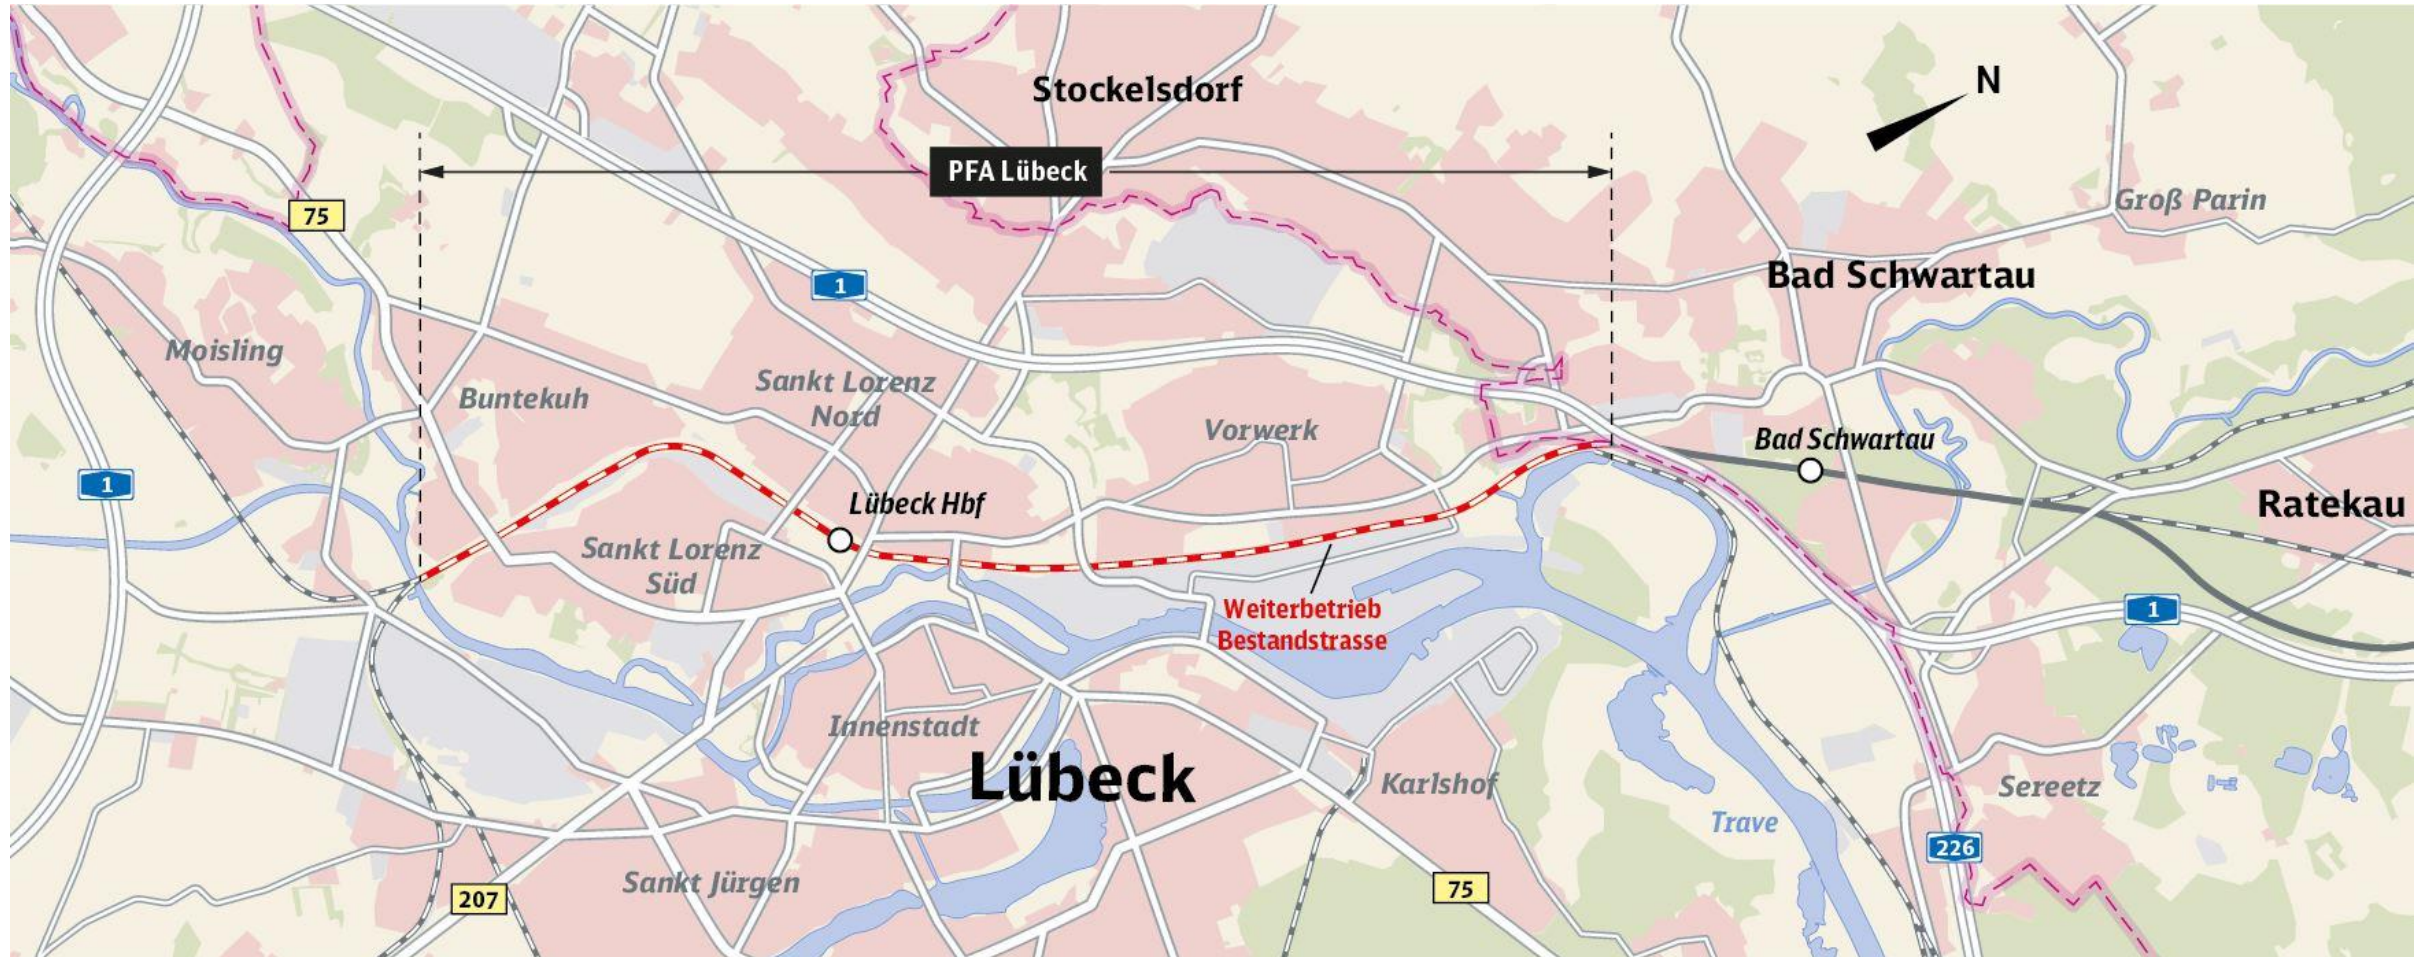 Stockelsdorf
N
PFA Lübeck
75
Groß Parin
1
Bad Schwartau
Moisling
Buntekuh
Sankt Lorenz
Nord
Vorwerk
Bad Schwartau
1
Lübeck Hbf
Ratekau
Sankt Lorenz
Süd
Weiterbetrieb
Bestandstrasse
1
Innenstadt
Lübeck
Karlshof
Sereetz
Trave
226
Sankt Jürgen
75
207